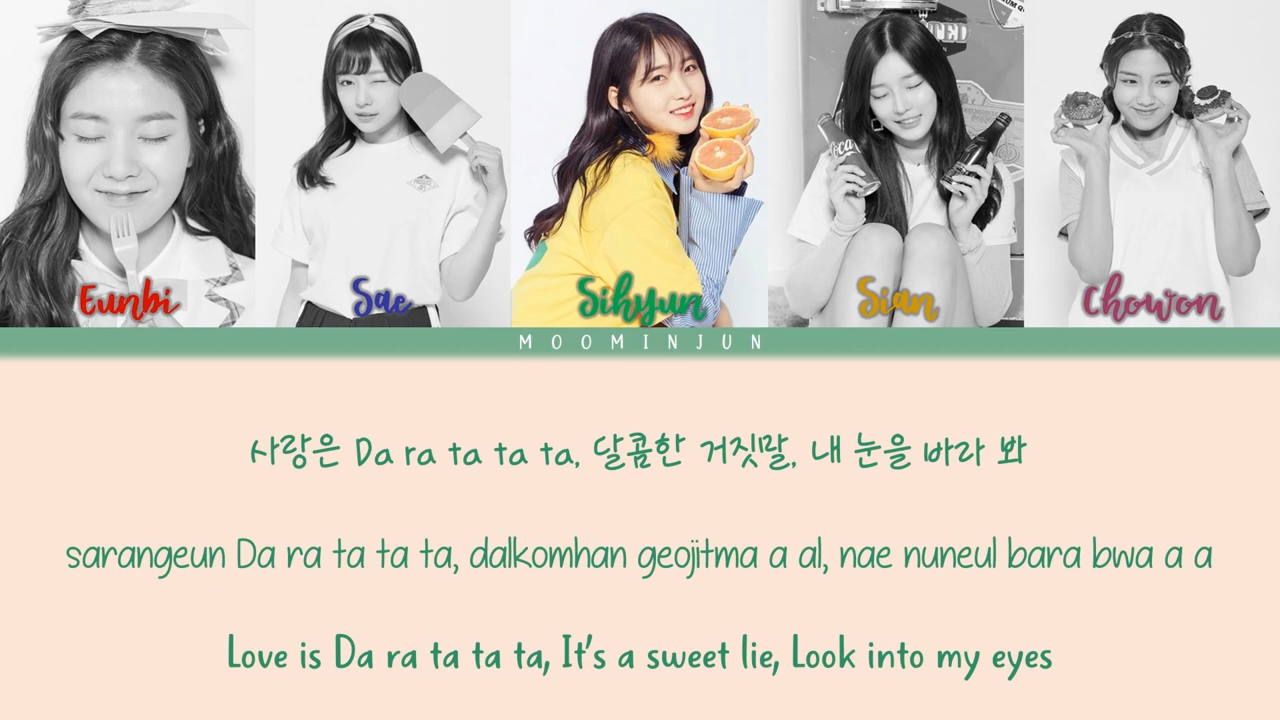 Eunbi Sae Sihyun Sian Chowon
MOOMINJUN
사랑은 Da ra ta ta ta, 달콤한 거짓말, 내 눈을 바라 봐
sarangeun Da ra ta ta ta, dalkomhan geojitma a al, nae nuneul bara bwa a a
Love is Da ra ta ta ta, It's a sweet lie, Look into my eyes